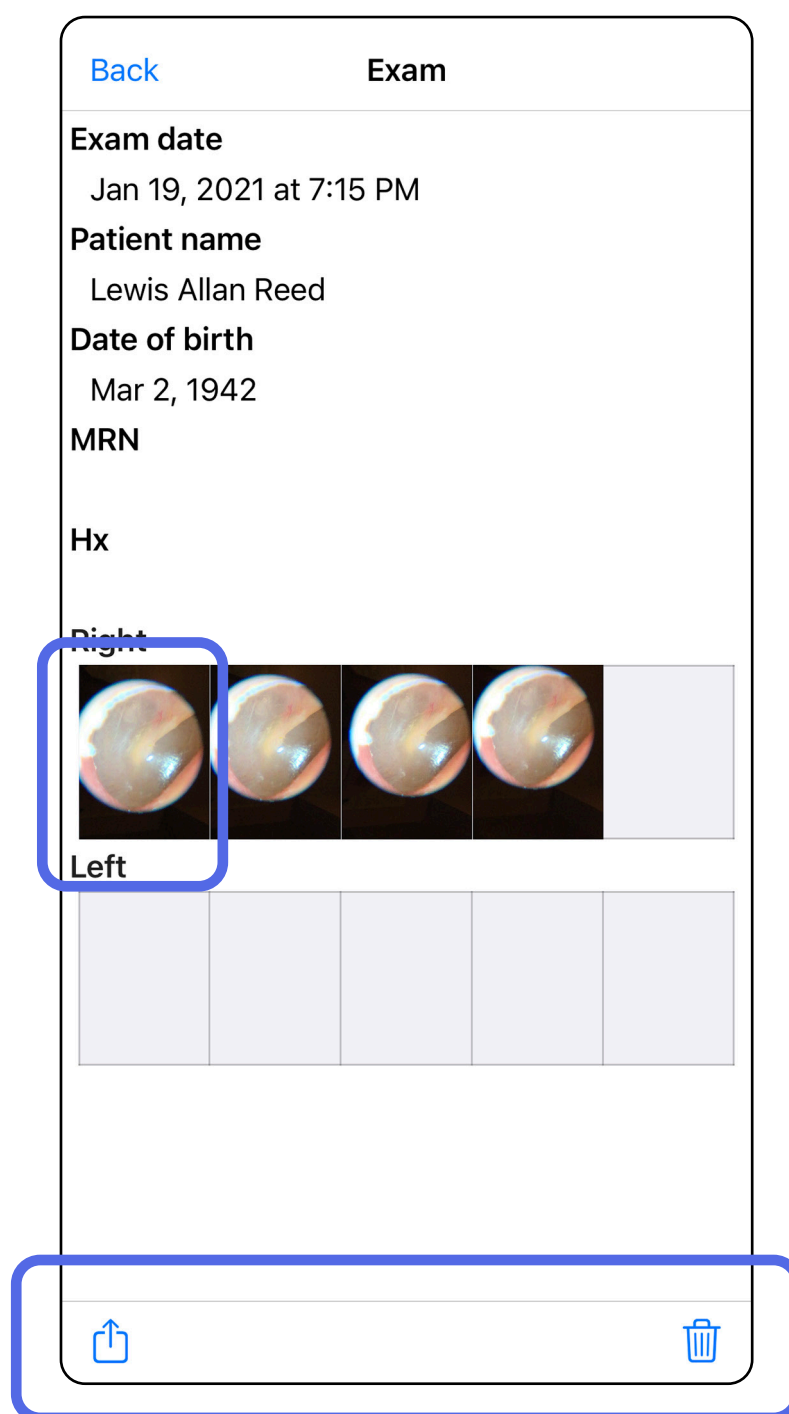 Back
Exam
Exam date
Jan 19, 2021 at 7:15 PM
Patient name
Lewis Allan Reed
Date of birth
Mar 2, 1942
MRN
Hx
Right
Left